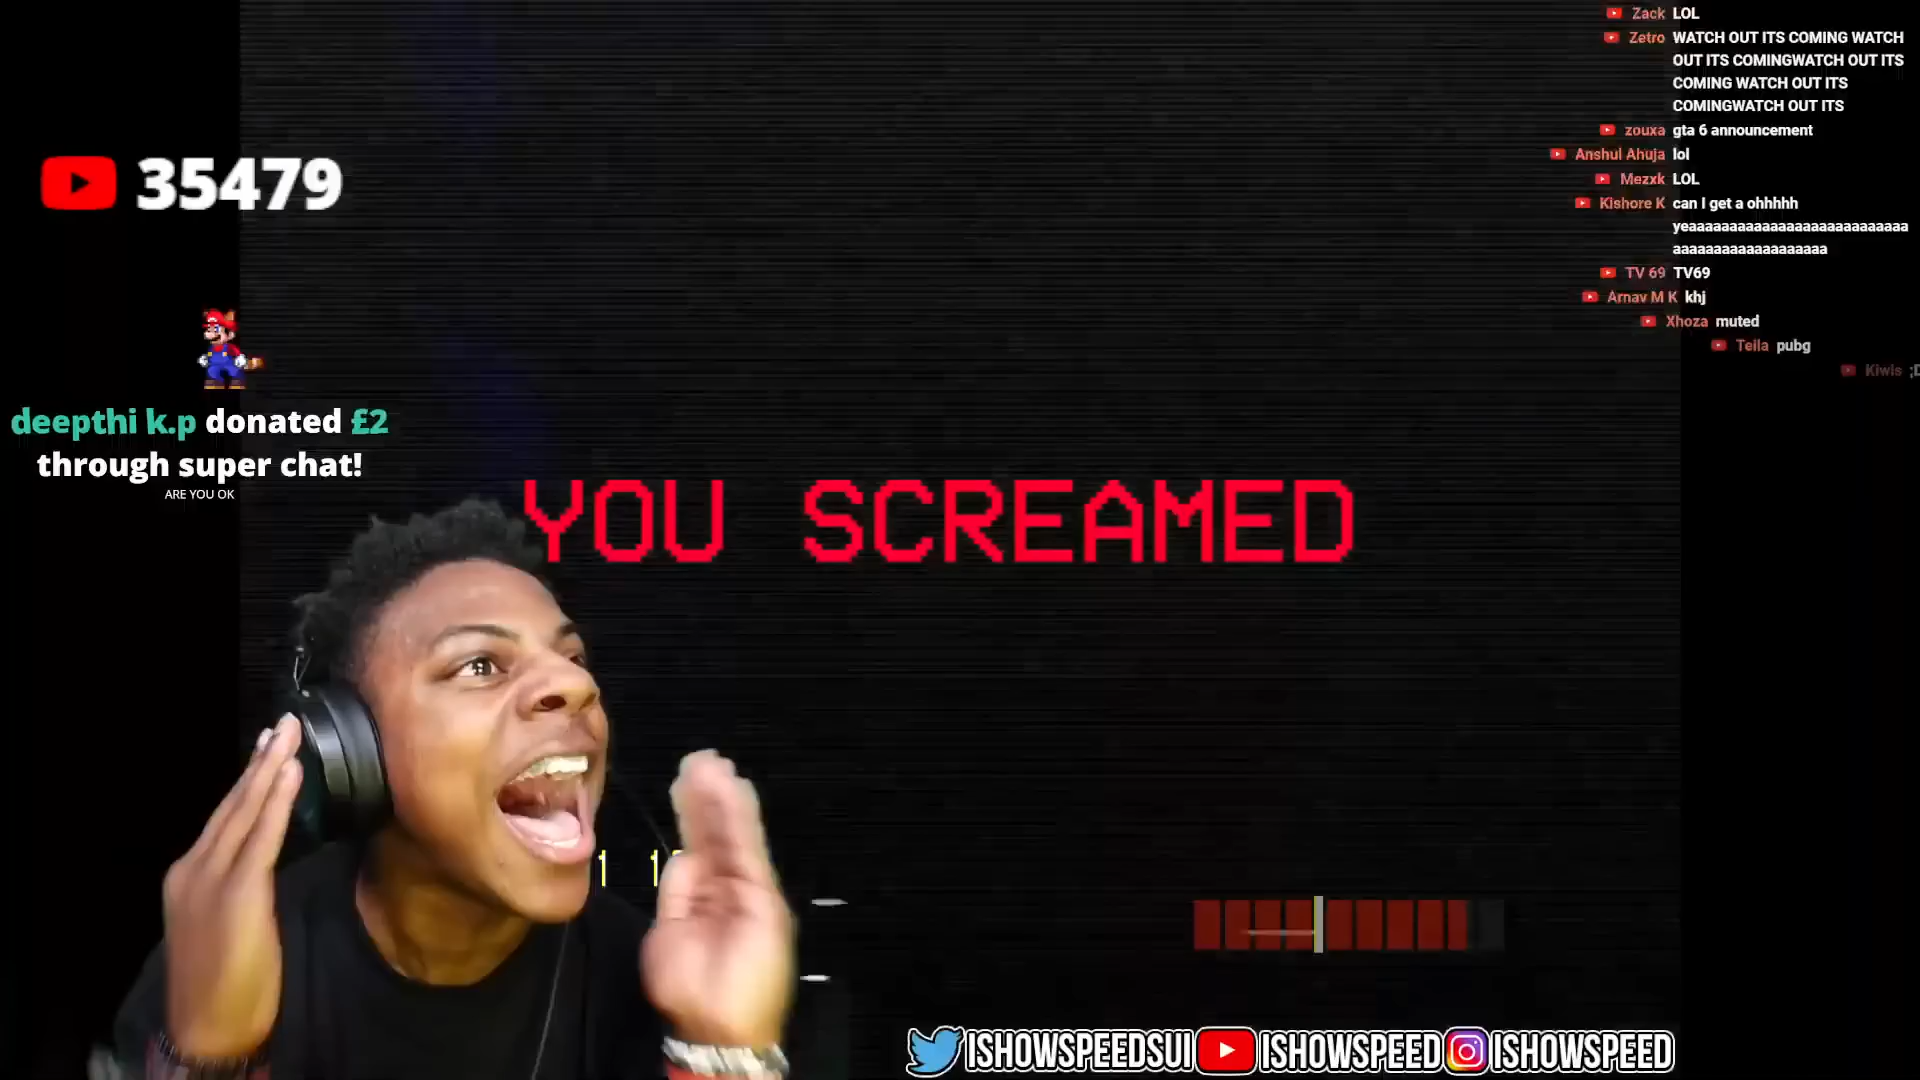 35479
deepthi k.p donated £2
through super chat!
ARE YOU OK
YOU SCREAMED
Zack LOL
Zetro WATCH OUT ITS COMING WATCH
OUT ITS COMINGWATCH OUT ITS
COMING WATCH OUT ITS
COMINGWATCH OUT ITS
zouxa gta 6 announcement
Anshul Ahuja lol
Mezxk LOL
Kishore K can I get a ohhhhh
yeaaaaaaaaaaaaaaaaaaaaaaaaaaa
aaaaaaaaaaaaaaaaaaa
TV 69 TV69
Arnav M K khj
Xhoza muted
Teila pubg
Kiwis
ISHOWSPEEDSUI ISHOWSPEED ISHOWSPEED